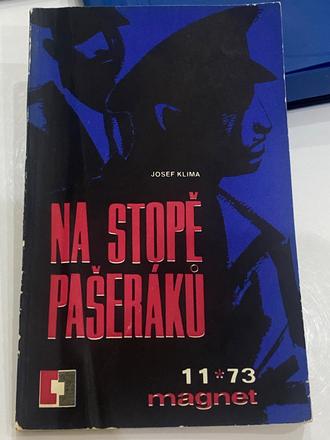 JOSEF KLIMA
NA STOPĚ
PAŠERÁKŮ
11*73
magnet